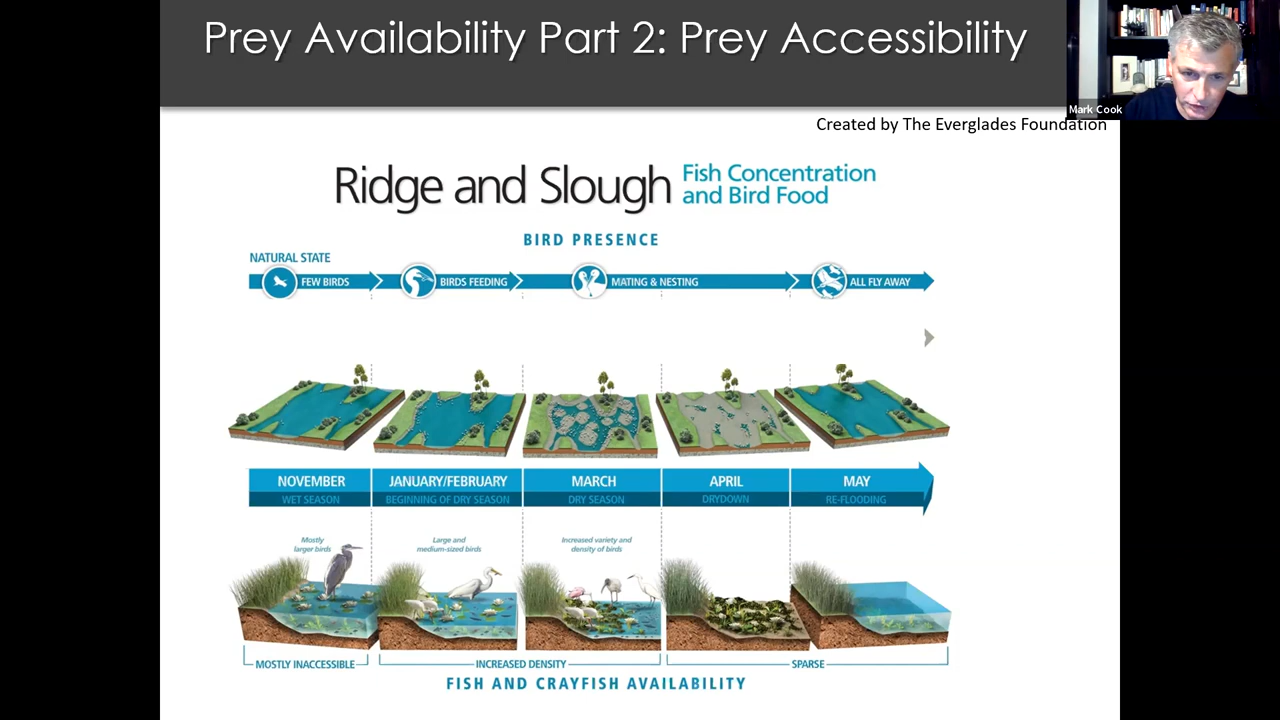 Prey Availability Part 2: Prey Accessibility
Mark Cook
Created by The Everglades Foundation
Ridge and Slough
Fish Concentration
and Bird Food
BIRD PRESENCE
NATURAL STATE
FEW BIRDS
BIRDS FEEDING
MATING & NESTING
ALL FLY AWAY
NOVEMBER
JANUARY/FEBRUARY
MARCH
APRIL
MAY
WET SEASON
BEGINNING OF DRY SEASON
DRY SEASON
DRYDOWN
RE-FLOODING
Mostly
larger birds
Large and
medium-sized birds
Increased variety and
density of birds
MOSTLY INACCESSIBLE
INCREASED DENSITY
SPARSE
FISH AND CRAYFISH AVAILABILITY